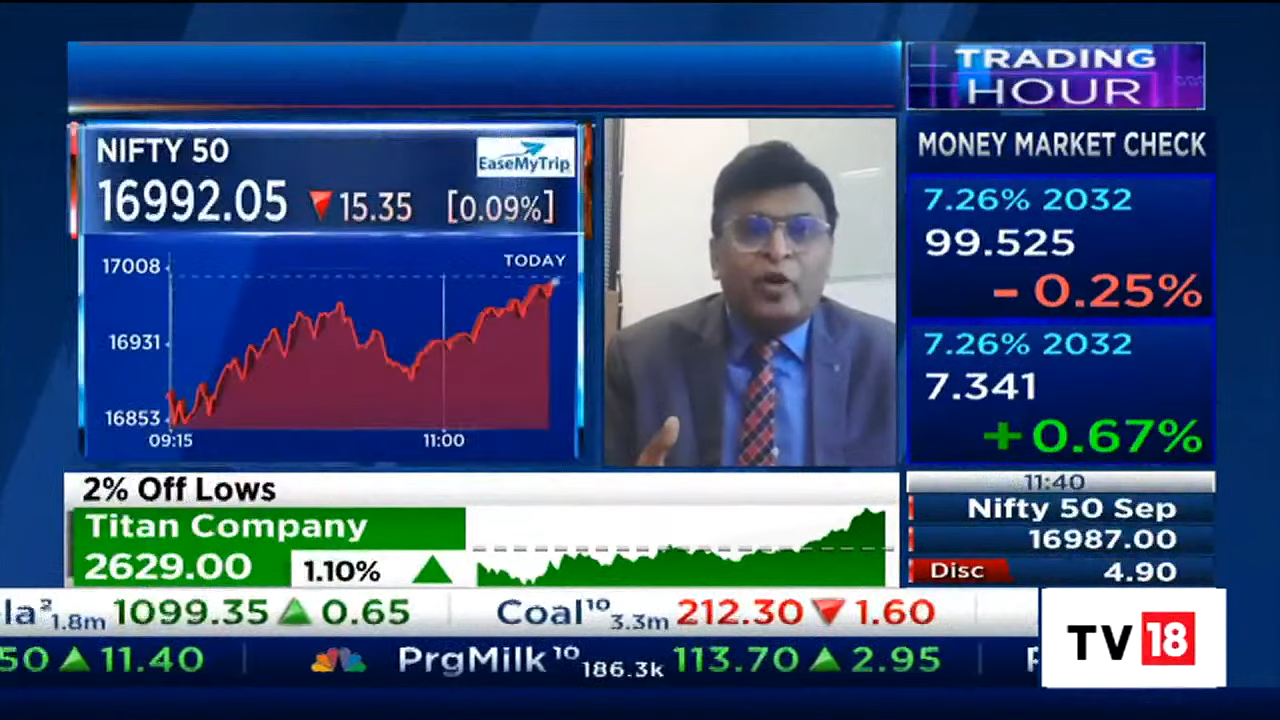 TRADING
HOUR
NIFTY 50
EaseMyTrip
16992.05 ▼ 15.35 [0.09%]
TODAY
17008
16931
16853
09:15 11:00
MONEY MARKET CHECK
7.26% 2032
99.525
- 0.25%
7.26% 2032
7.341
+0.67%
2% Off Lows
Titan Company
2629.00 1.10% ▲
11:40
Nifty 50 Sep
16987.00
Disc 4.90
la² 1.8m 1099.35 ▲ 0.65 Coal¹⁰ 3.3m 212.30 ▼ 1.60
50 ▲ 11.40 PrgMilk¹⁰ 186.3k 113.70 ▲ 2.95
TV18